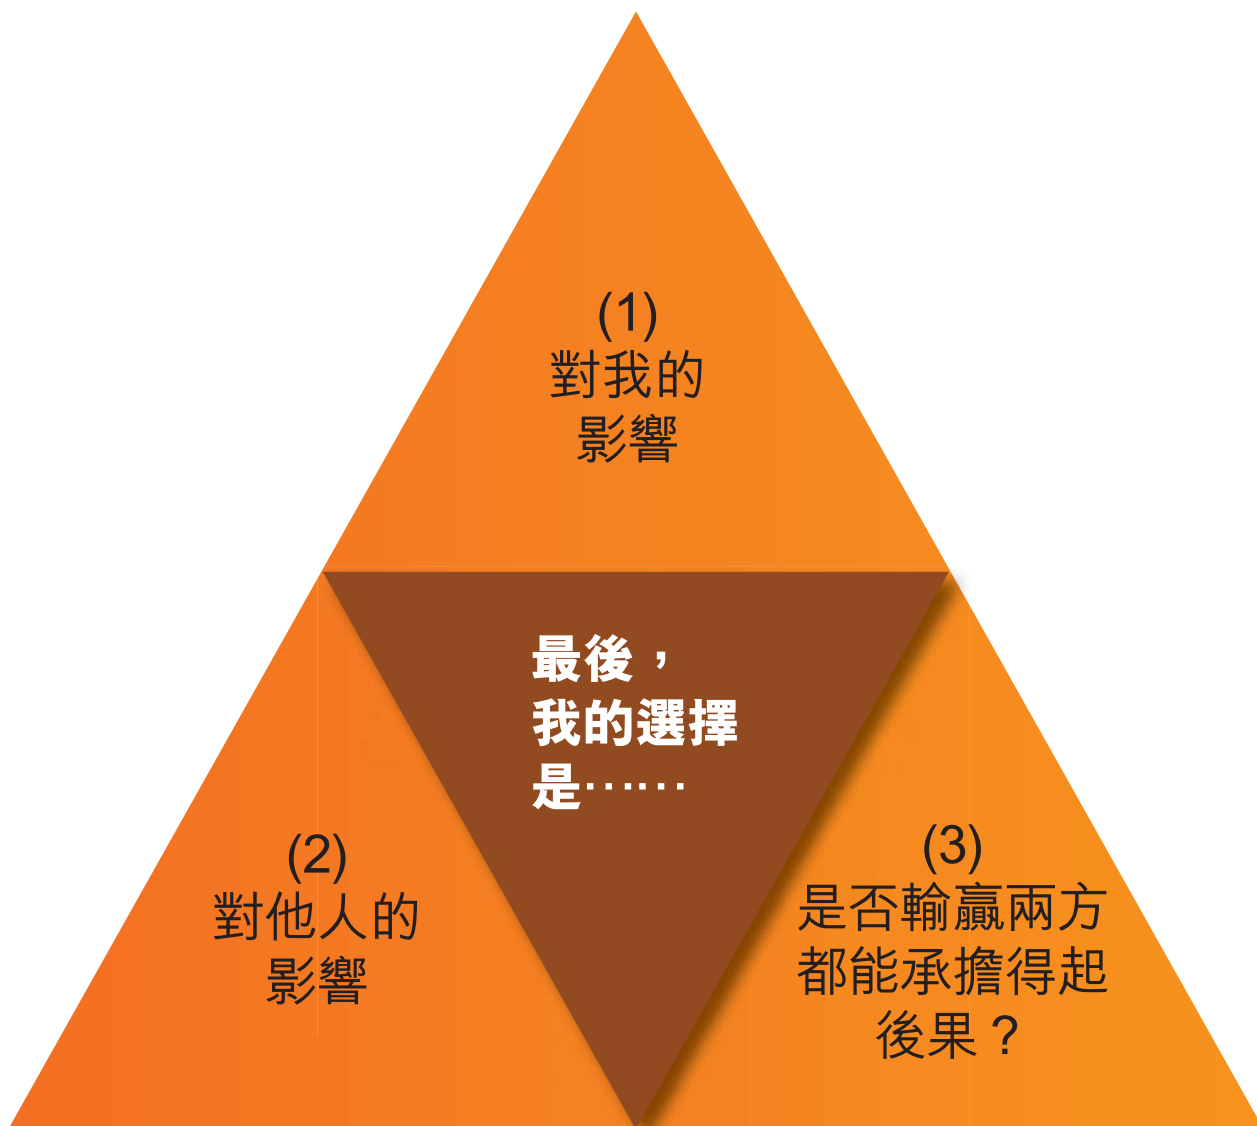 (1)
對我的
影響
最後，
我的選擇
是……
(2)
對他人的
影響
(3)
是否輸贏兩方
都能承擔得起
後果？